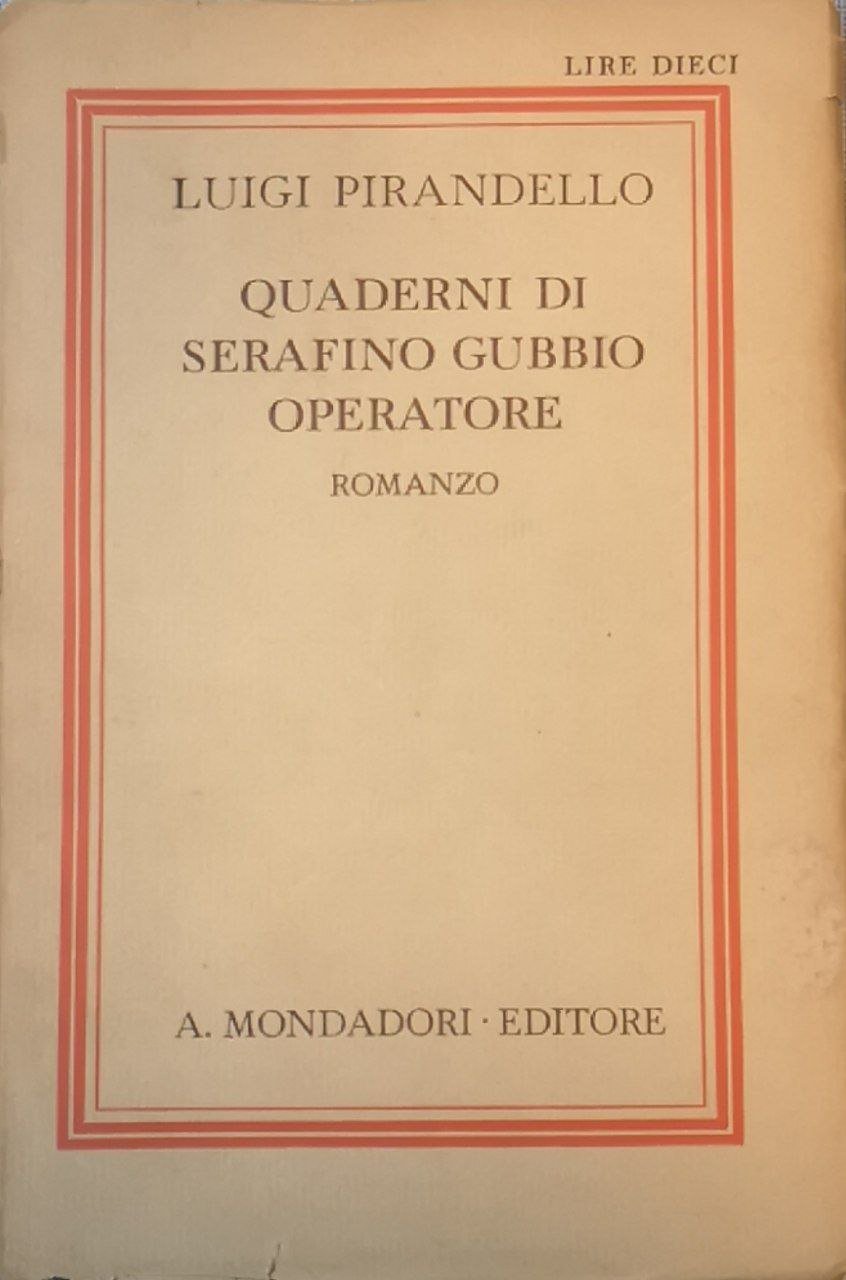 LIRE DIECI
LUIGI PIRANDELLO
QUADERNI DI
SERAFINO GUBBIO
OPERATORE
ROMANZO
A. MONDADORI · EDITORE